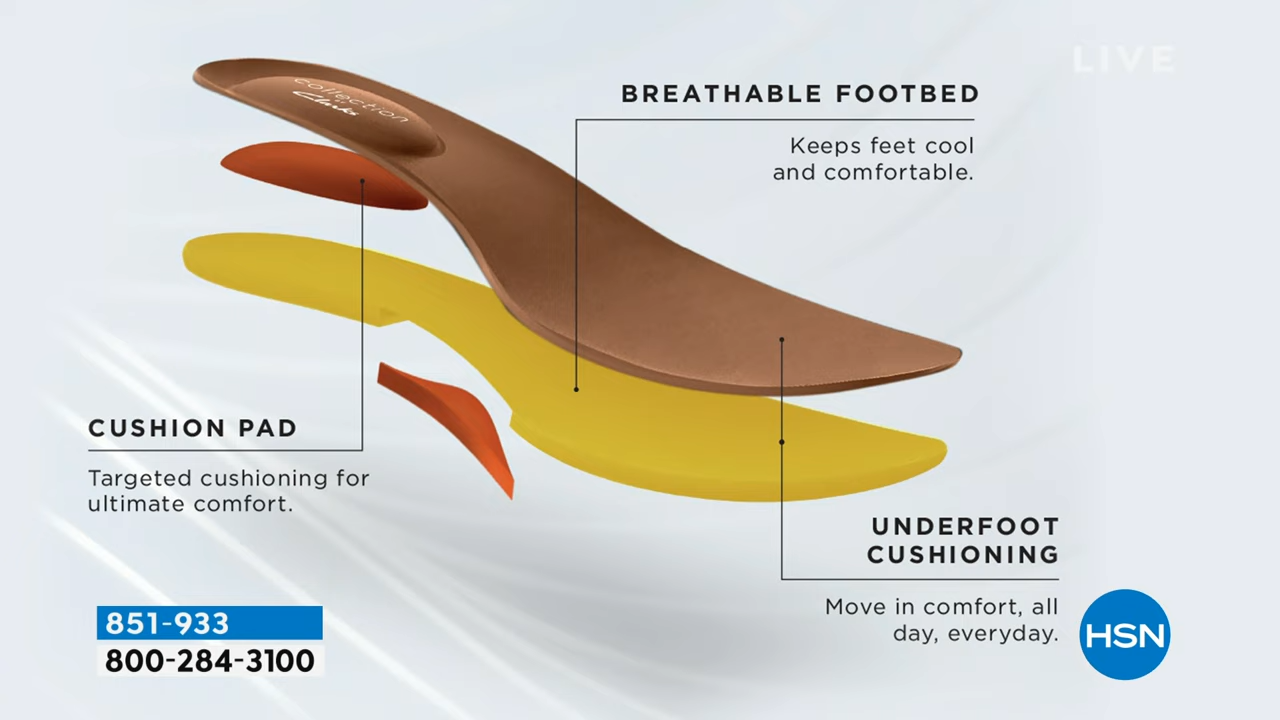 LIVE
BREATHABLE FOOTBED
Keeps feet cool
and comfortable.
collection
BY
Clarks
CUSHION PAD
Targeted cushioning for
ultimate comfort.
UNDERFOOT
CUSHIONING
Move in comfort, all
day, everyday.
851-933
800-284-3100
HSN